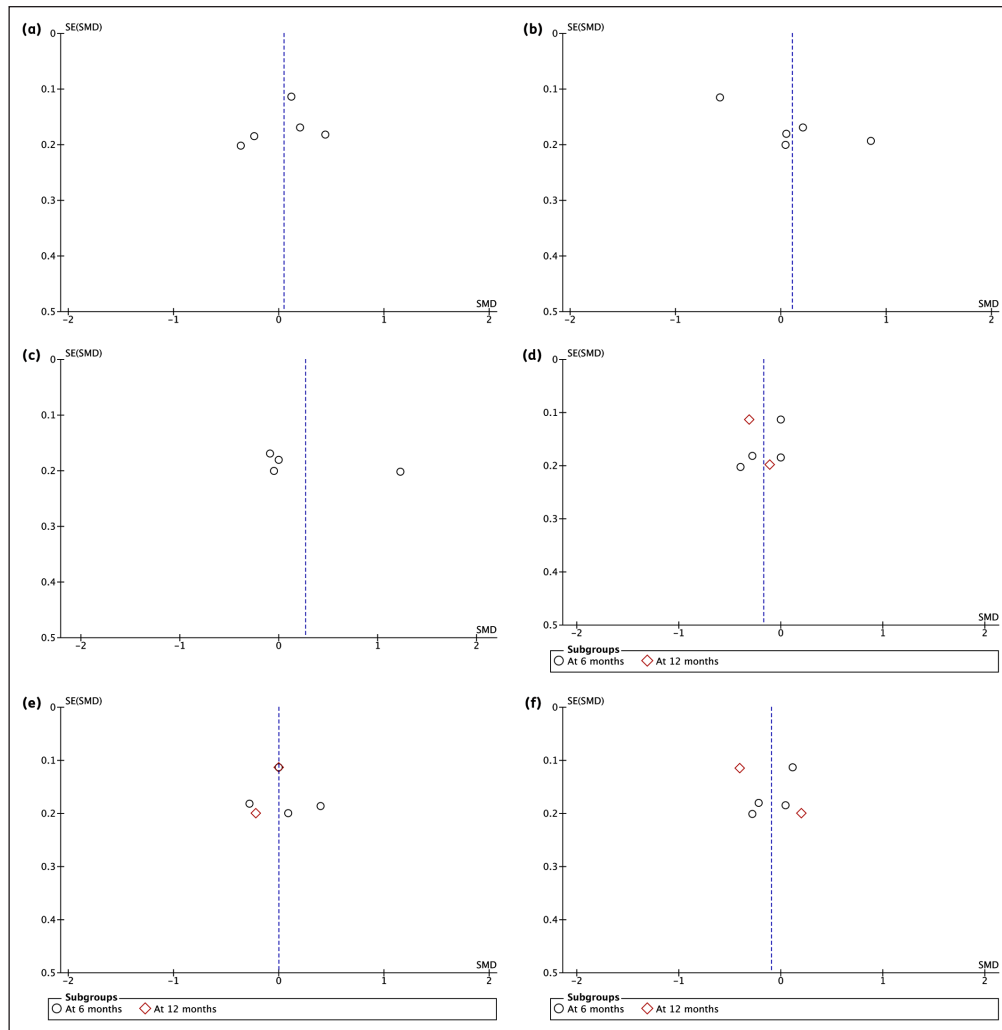 (a)
SE(SMD)
0
0.1
0.2
0.3
0.4
0.5
SMD
-2
-1
0
1
2
(b)
SE(SMD)
0
0.1
0.2
0.3
0.4
0.5
SMD
-2
-1
0
1
2
(c)
SE(SMD)
0
0.1
0.2
0.3
0.4
0.5
SMD
-2
-1
0
1
2
(d)
SE(SMD)
0
0.1
0.2
0.3
0.4
0.5
SMD
-2
-1
0
1
2
Subgroups
At 6 months
At 12 months
(e)
SE(SMD)
0
0.1
0.2
0.3
0.4
0.5
SMD
-2
-1
0
1
2
Subgroups
At 6 months
At 12 months
(f)
SE(SMD)
0
0.1
0.2
0.3
0.4
0.5
SMD
-2
-1
0
1
2
Subgroups
At 6 months
At 12 months